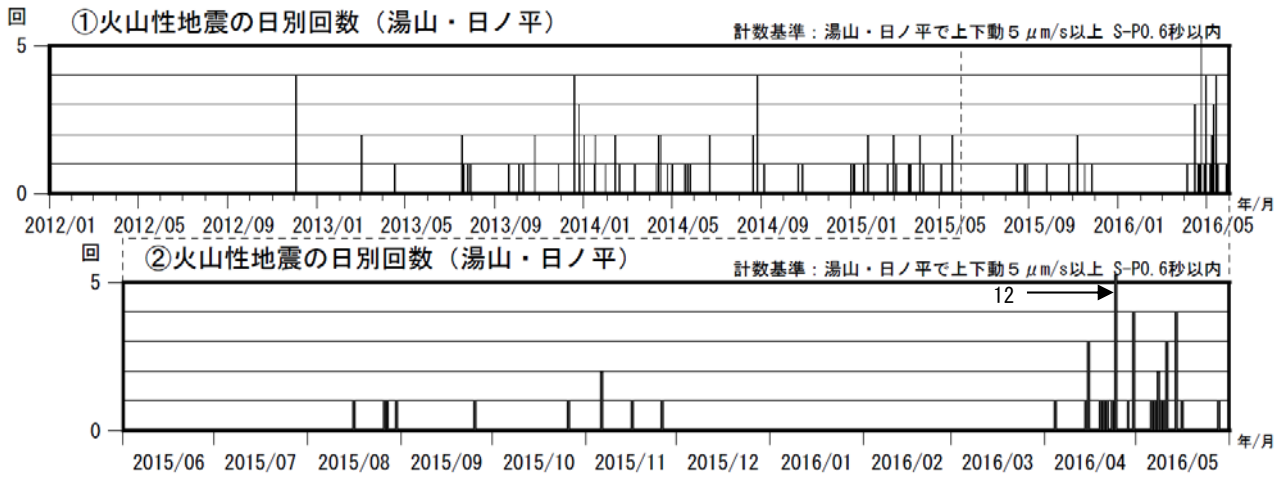 回 ①火山性地震の日別回数（湯山・日ノ平） 計数基準：湯山・日ノ平で上下動５μm/s以上 S-P0.6秒以内
5
0
年/月
2012/01 2012/05 2012/09 2013/01 2013/05 2013/09 2014/01 2014/05 2014/09 2015/01 2015/05 2015/09 2016/01 2016/05
回 ②火山性地震の日別回数（湯山・日ノ平） 計数基準：湯山・日ノ平で上下動５μm/s以上 S-P0.6秒以内
5
12
0
年/月
2015/06 2015/07 2015/08 2015/09 2015/10 2015/11 2015/12 2016/01 2016/02 2016/03 2016/04 2016/05